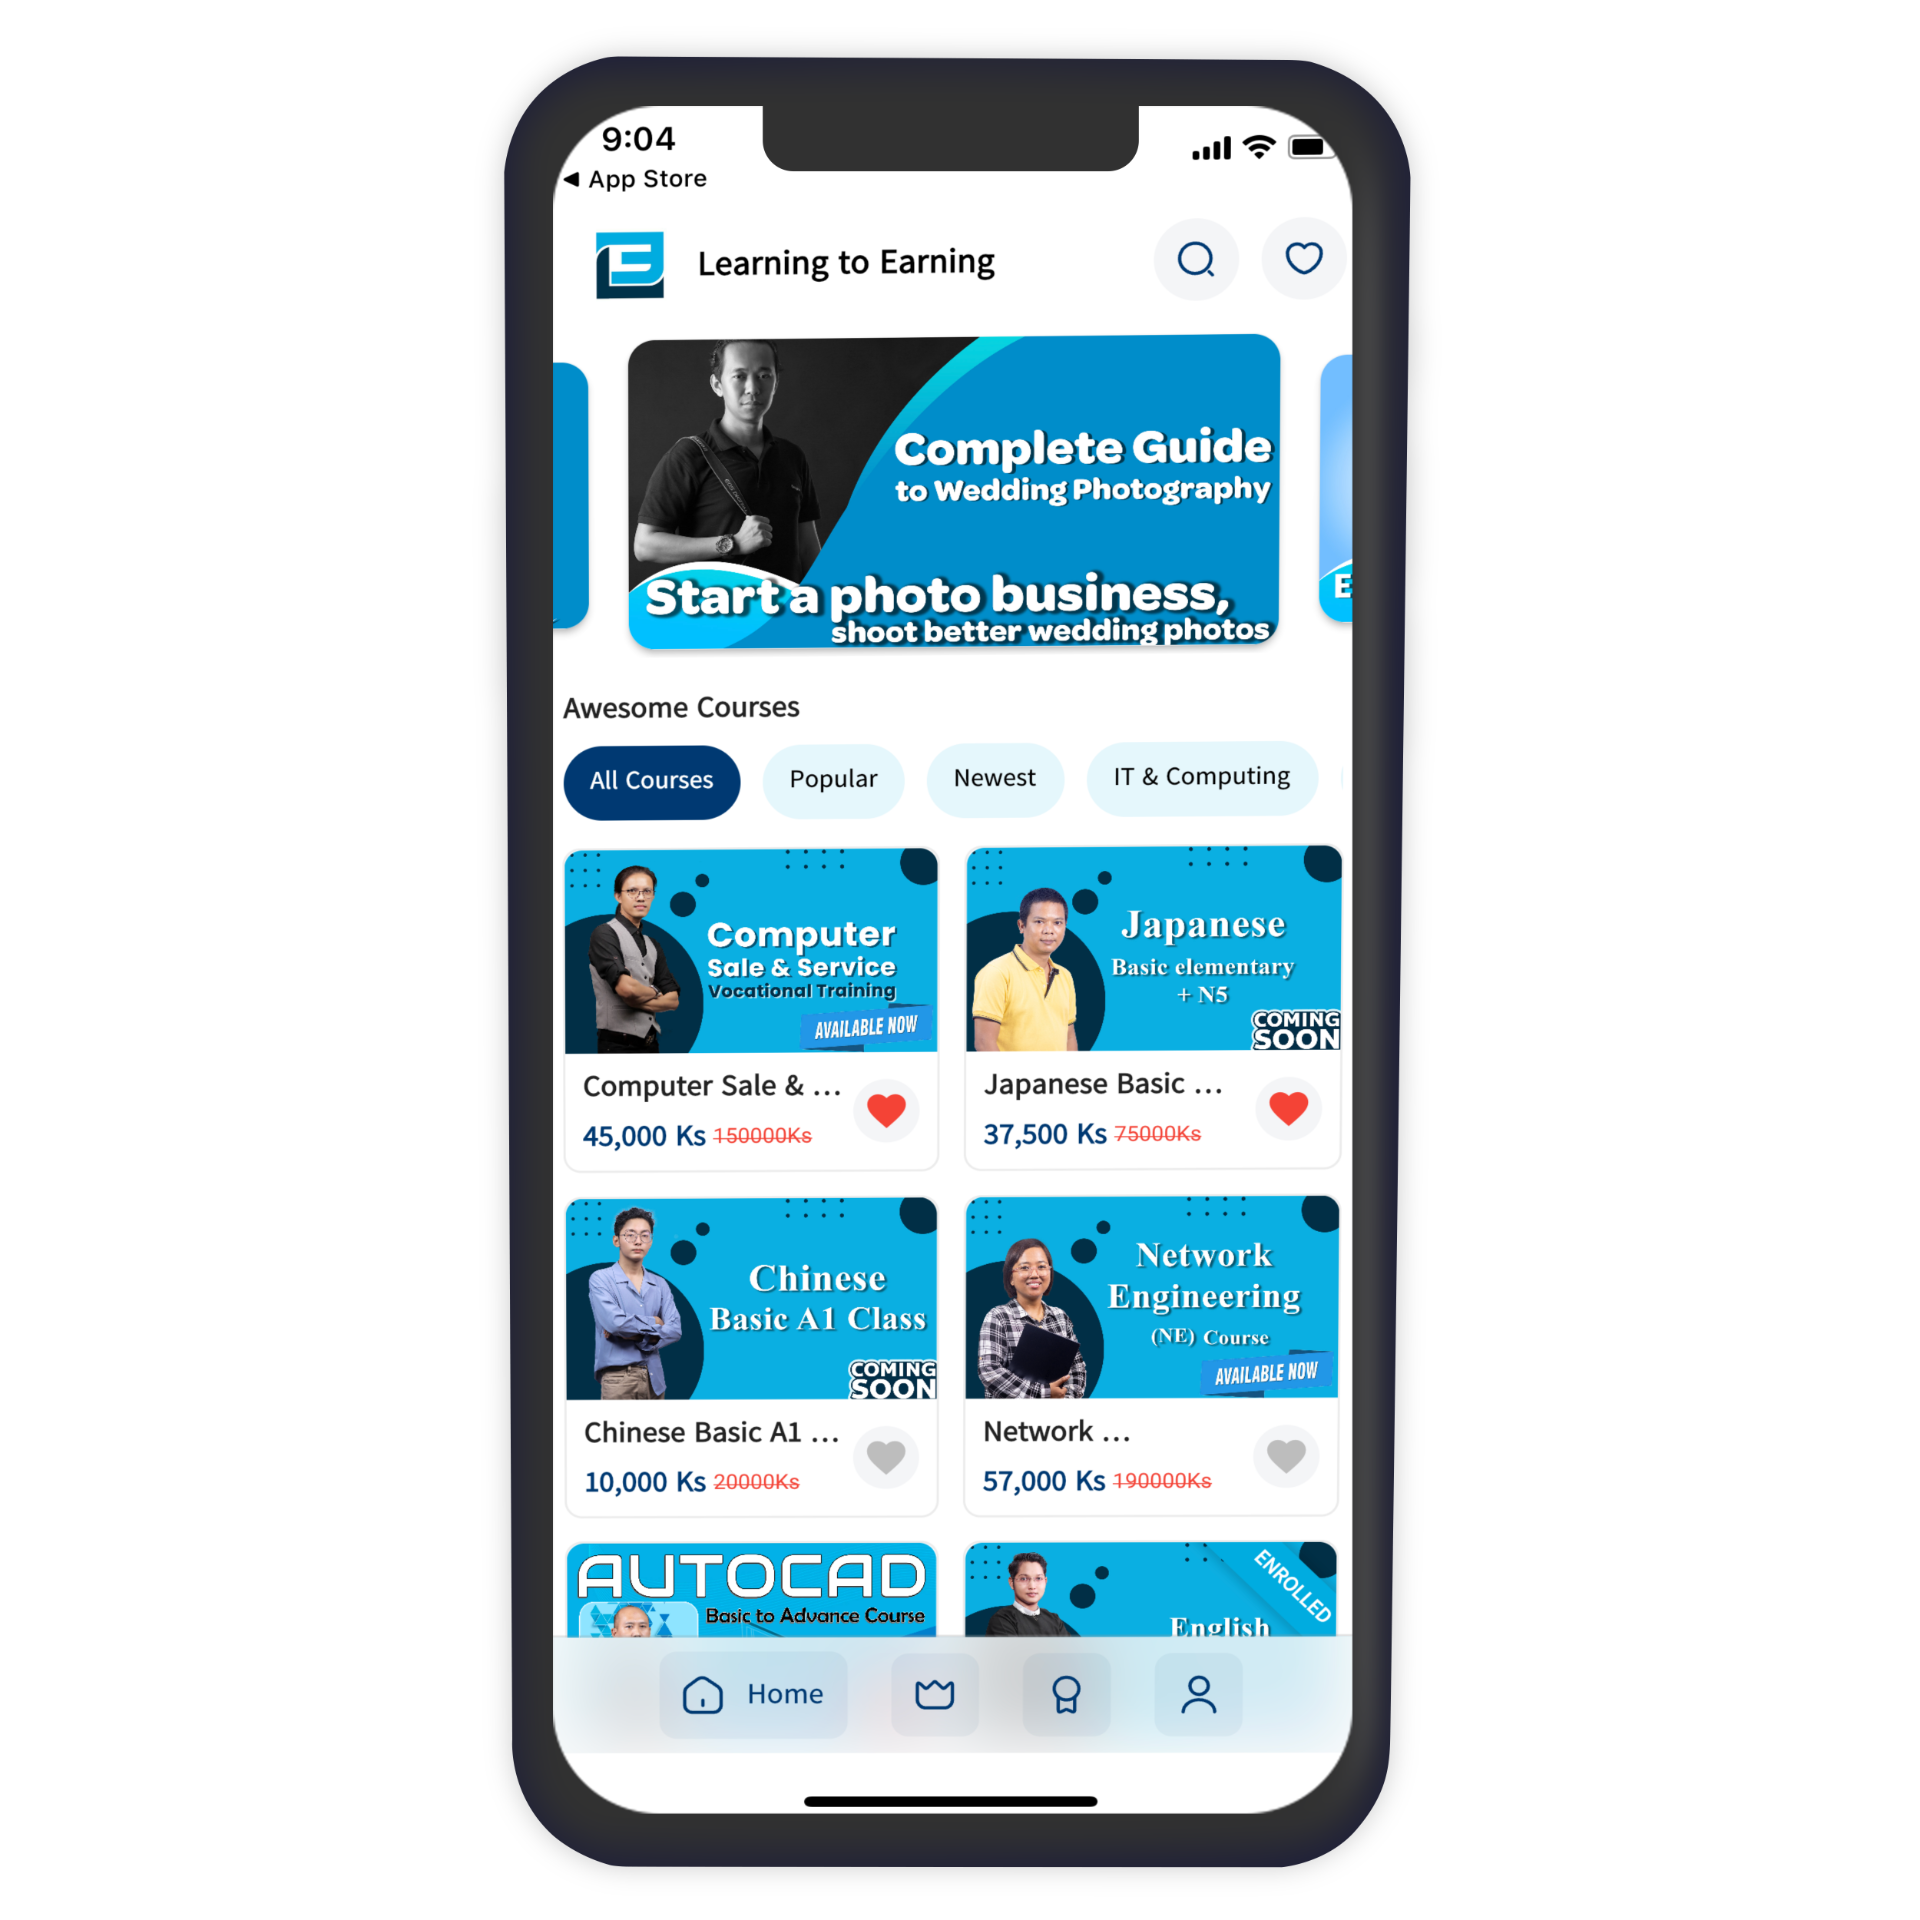 9:04
App Store
Learning to Earning
Complete Guide
to Wedding Photography
Start a photo business,
shoot better wedding photos
E
Awesome Courses
All Courses
Popular
Newest
IT & Computing
Computer
Sale & Service
Vocational Training
AVAILABLE NOW
Computer Sale & ...
45,000 Ks 150000Ks
Japanese
Basic elementary
+ N5
COMING
SOON
Japanese Basic ...
37,500 Ks 75000Ks
Chinese
Basic A1 Class
COMING
SOON
Chinese Basic A1 ...
10,000 Ks 20000Ks
Network
Engineering
(NE) Course
AVAILABLE NOW
Network ...
57,000 Ks 190000Ks
AUTOCAD
Basic to Advance Course
ENROLLED
English
Home